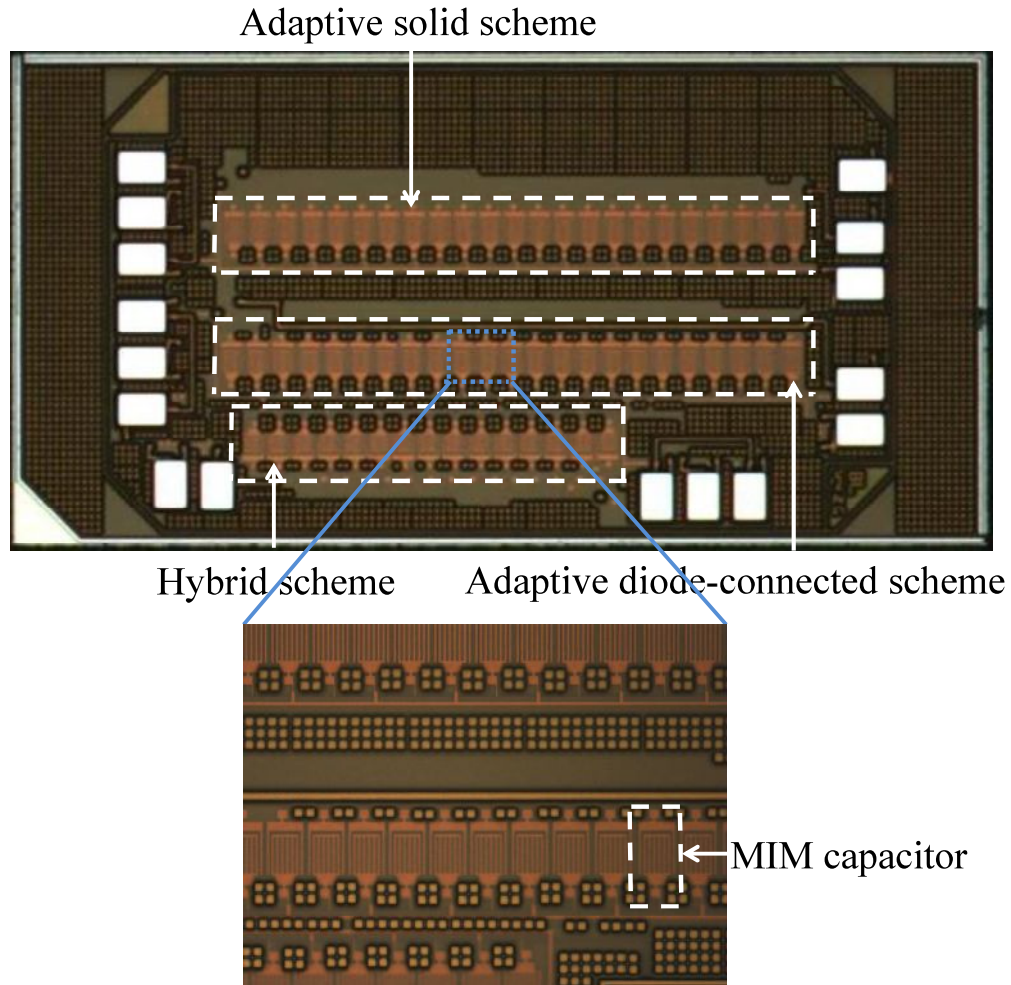 Adaptive solid scheme
Hybrid scheme
Adaptive diode-connected scheme
MIM capacitor